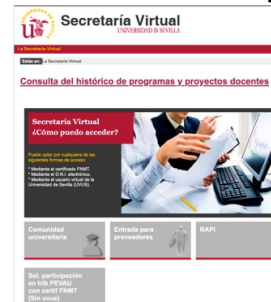 Secretaría Virtual
UNIVERSIDAD DE SEVILLA
La Secretaría Virtual
Estás en: La Secretaría Virtual
Consulta del histórico de programas y proyectos docentes
Secretaría Virtual
¿Cómo puedo acceder?
Puede optar por cualquiera de las
siguientes formas de acceso:
* Mediante el certificado FNMT.
* Mediante el D.N.I. electrónico.
* Mediante el usuario virtual de la
Universidad de Sevilla (UVUS).
Comunidad
universitaria
Entrada para
proveedores
RAPI
Sol. participación
en trib PEVAU
con certif FNMT
(Sin uvus)